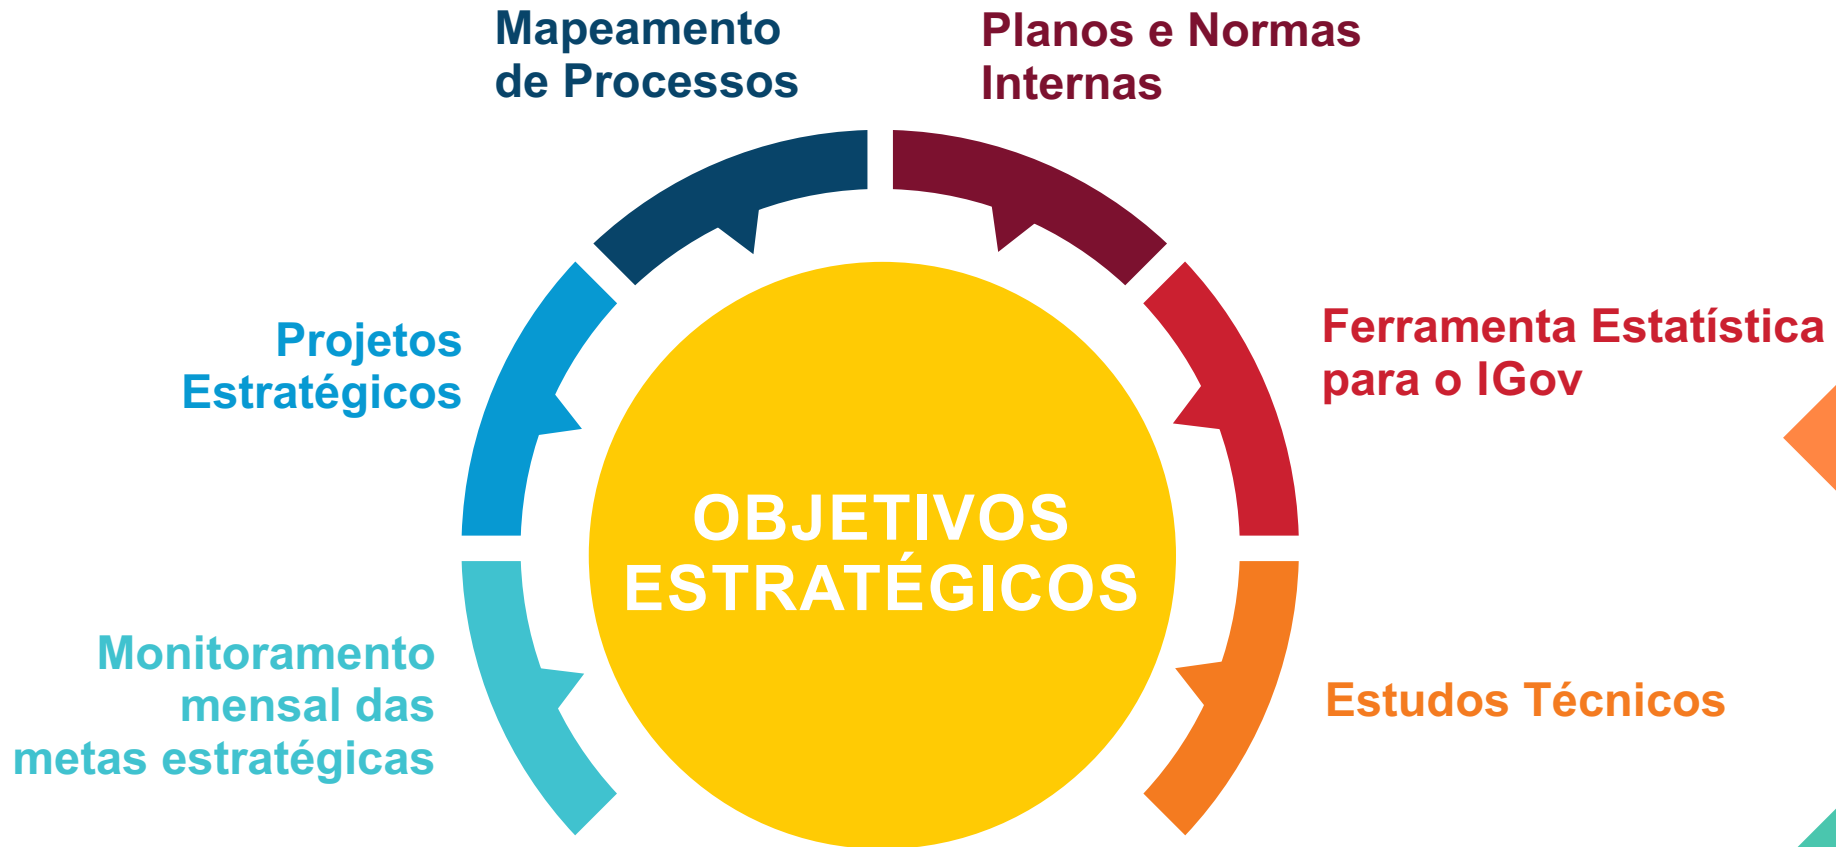 Mapeamento
de Processos
Planos e Normas
Internas
Projetos
Estratégicos
Ferramenta Estatística
para o IGov
OBJETIVOS
ESTRATÉGICOS
Monitoramento
mensal das
metas estratégicas
Estudos Técnicos